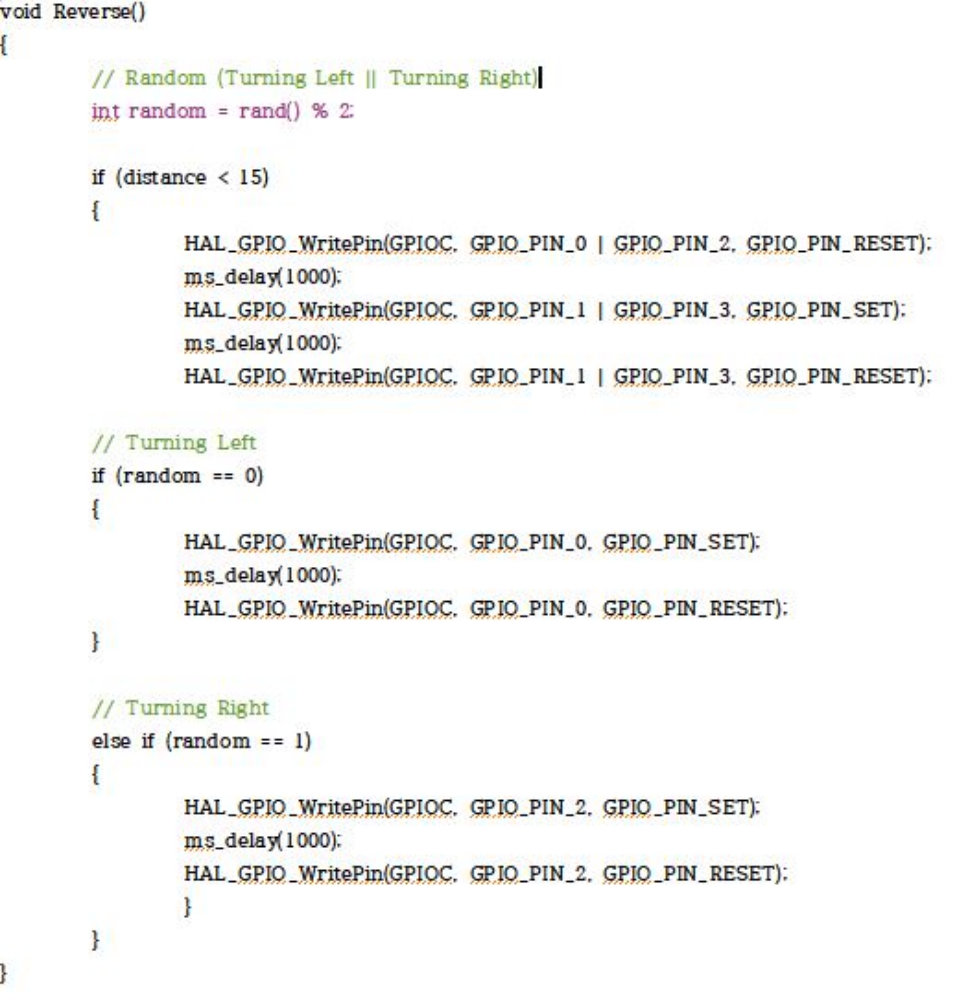 void Reverse()
{
// Random (Turning Left || Turning Right)
int random = rand() % 2;
if (distance < 15)
{
HAL_GPIO_WritePin(GPIOC, GPIO_PIN_0 | GPIO_PIN_2, GPIO_PIN_RESET);
ms_delay(1000);
HAL_GPIO_WritePin(GPIOC, GPIO_PIN_1 | GPIO_PIN_3, GPIO_PIN_SET);
ms_delay(1000);
HAL_GPIO_WritePin(GPIOC, GPIO_PIN_1 | GPIO_PIN_3, GPIO_PIN_RESET);
// Turning Left
if (random == 0)
{
HAL_GPIO_WritePin(GPIOC, GPIO_PIN_0, GPIO_PIN_SET);
ms_delay(1000);
HAL_GPIO_WritePin(GPIOC, GPIO_PIN_0, GPIO_PIN_RESET);
}
// Turning Right
else if (random == 1)
{
HAL_GPIO_WritePin(GPIOC, GPIO_PIN_2, GPIO_PIN_SET);
ms_delay(1000);
HAL_GPIO_WritePin(GPIOC, GPIO_PIN_2, GPIO_PIN_RESET);
}
}
}